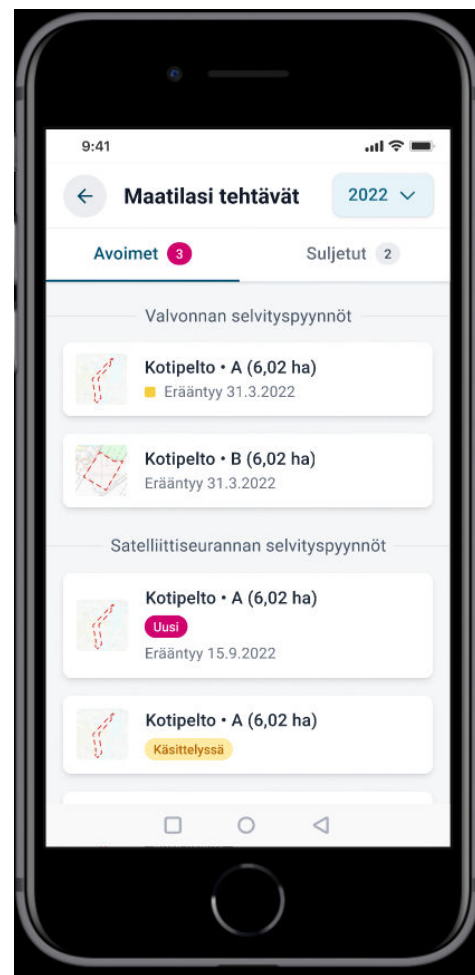 9:41
Maatilasi tehtävät
2022
Avoimet 3
Suljetut 2
Valvonnan selvityspyynnöt
Kotipelto • A (6,02 ha)
Erääntyy 31.3.2022
Kotipelto • B (6,02 ha)
Erääntyy 31.3.2022
Satelliittiseurannan selvityspyynnöt
Kotipelto • A (6,02 ha)
Uusi
Erääntyy 15.9.2022
Kotipelto • A (6,02 ha)
Käsittelyssä